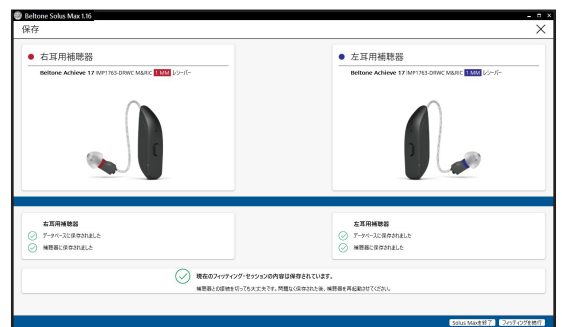 Beltone Solus Max 1.16
保存
右耳用補聴器
Beltone Achieve 17 IMP1763-DRWC M&RIC 1 MM レシーバー
左耳用補聴器
Beltone Achieve 17 IMP1763-DRWC M&RIC 1 MM レシーバー
右耳用補聴器
データベースに保存されました
補聴器に保存されました
左耳用補聴器
データベースに保存されました
補聴器に保存されました
現在のフィッティング・セッションの内容は保存されています。
補聴器との接続を切っても大丈夫です。問題なく保存された後、補聴器を再起動させてください。
Solus Maxを終了 フィッティングを続行